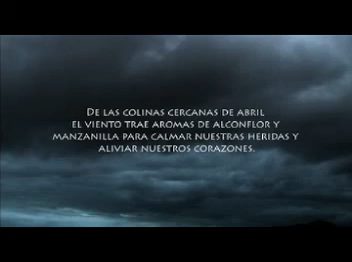 De las colinas cercanas de abril
el viento trae aromas de alconflor y
manzanilla para calmar nuestras heridas y
aliviar nuestros corazones.